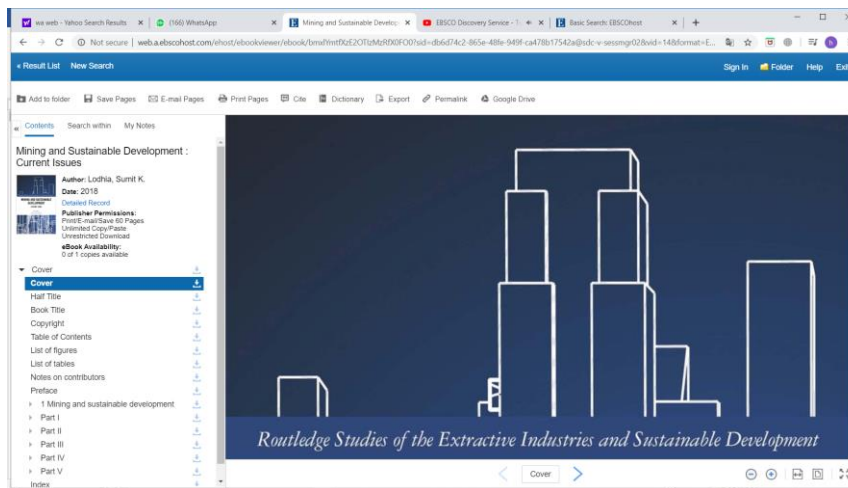 wa web - Yahoo Search Results
(166) WhatsApp
Mining and Sustainable Develop
EBSCO Discovery Service - T
Basic Search: EBSCOhost
Not secure | web.a.ebscohost.com/ehost/ebookviewer/ebook/
« Result List New Search
Sign In Folder Help Exit
Add to folder Save Pages E-mail Pages Print Pages Cite Dictionary Export Permalink Google Drive
« Contents Search within My Notes
Mining and Sustainable Development :
Current Issues
Author: Lodhia, Sumit K.
Date: 2018
Detailed Record
Publisher Permissions:
Print/E-mail/Save 60 Pages
Unlimited Copy/Paste
Unrestricted Download
eBook Availability:
0 of 1 copies available
Cover
Cover
Half Title
Book Title
Copyright
Table of Contents
List of figures
List of tables
Notes on contributors
Preface
1 Mining and sustainable development
Part I
Part II
Part III
Part IV
Part V
Index
Routledge Studies of the Extractive Industries and Sustainable Development
Cover